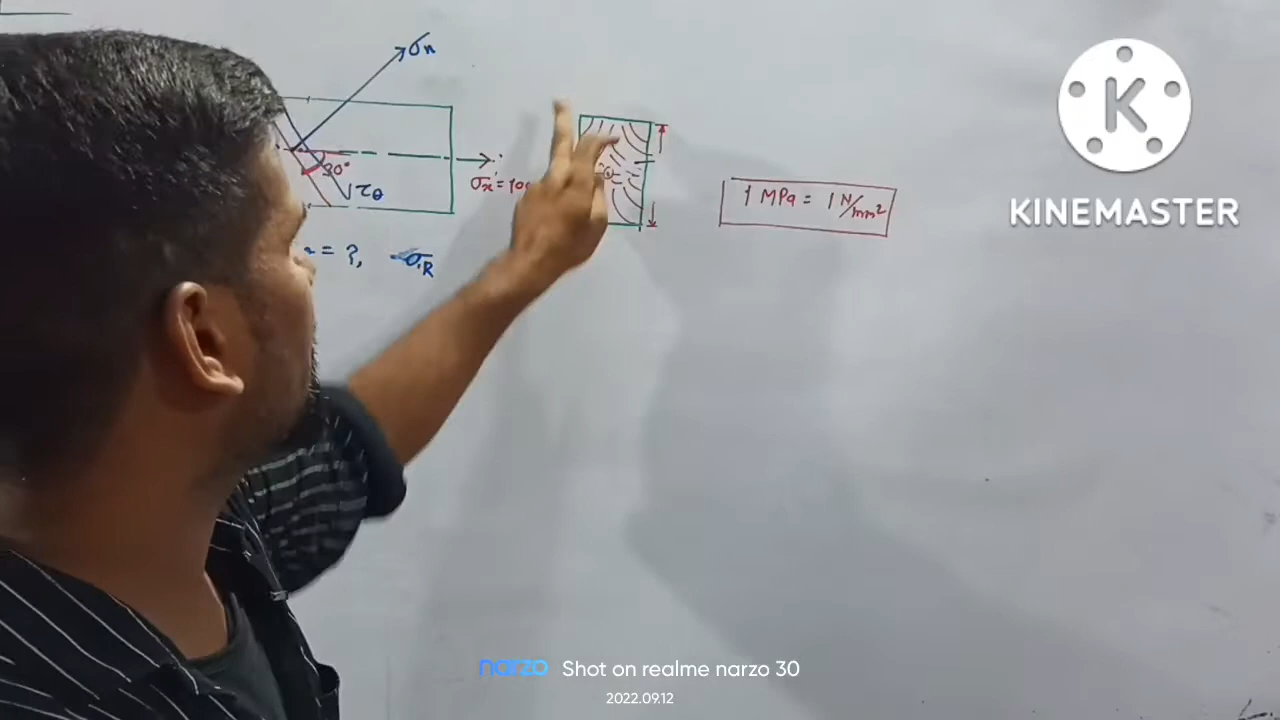 σn
30°
τθ
σx =
= ?, σR
1 MPa = 1 N/mm²
KINEMASTER
narzo Shot on realme narzo 30
2022.09.12